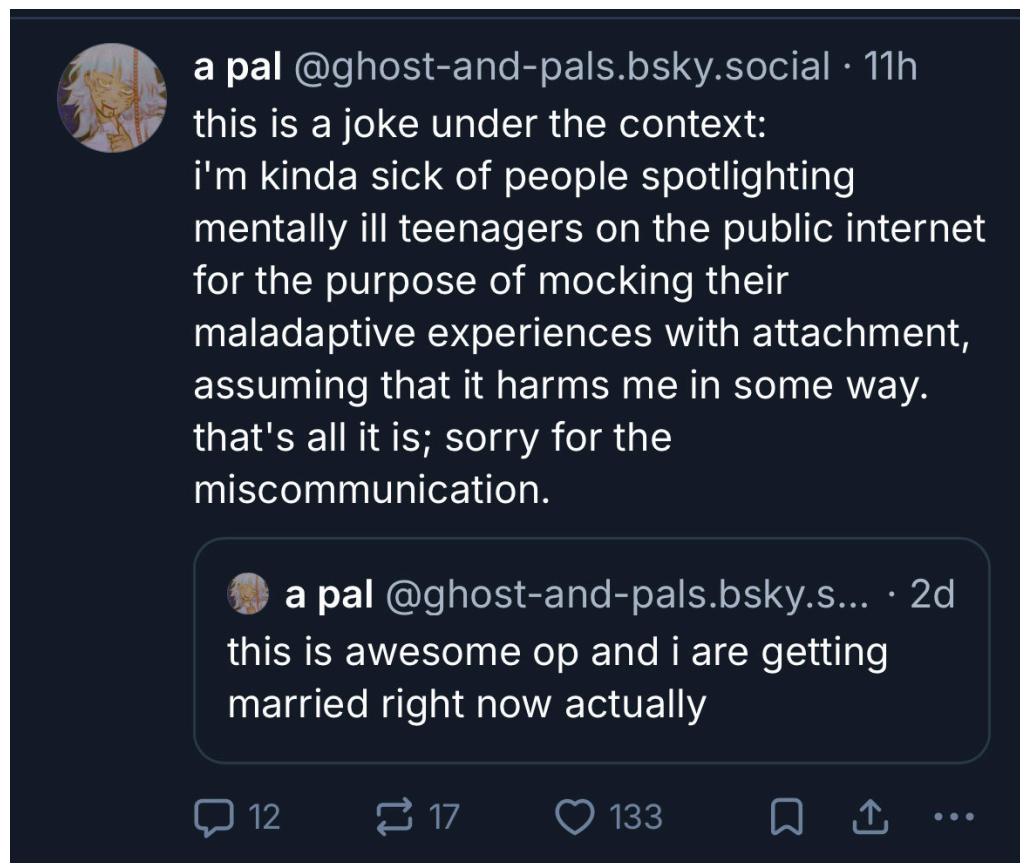 a pal @ghost-and-pals.bsky.social · 11h
this is a joke under the context:
i'm kinda sick of people spotlighting
mentally ill teenagers on the public internet
for the purpose of mocking their
maladaptive experiences with attachment,
assuming that it harms me in some way.
that's all it is; sorry for the
miscommunication.
a pal @ghost-and-pals.bsky.s... · 2d
this is awesome op and i are getting
married right now actually
12 17 133